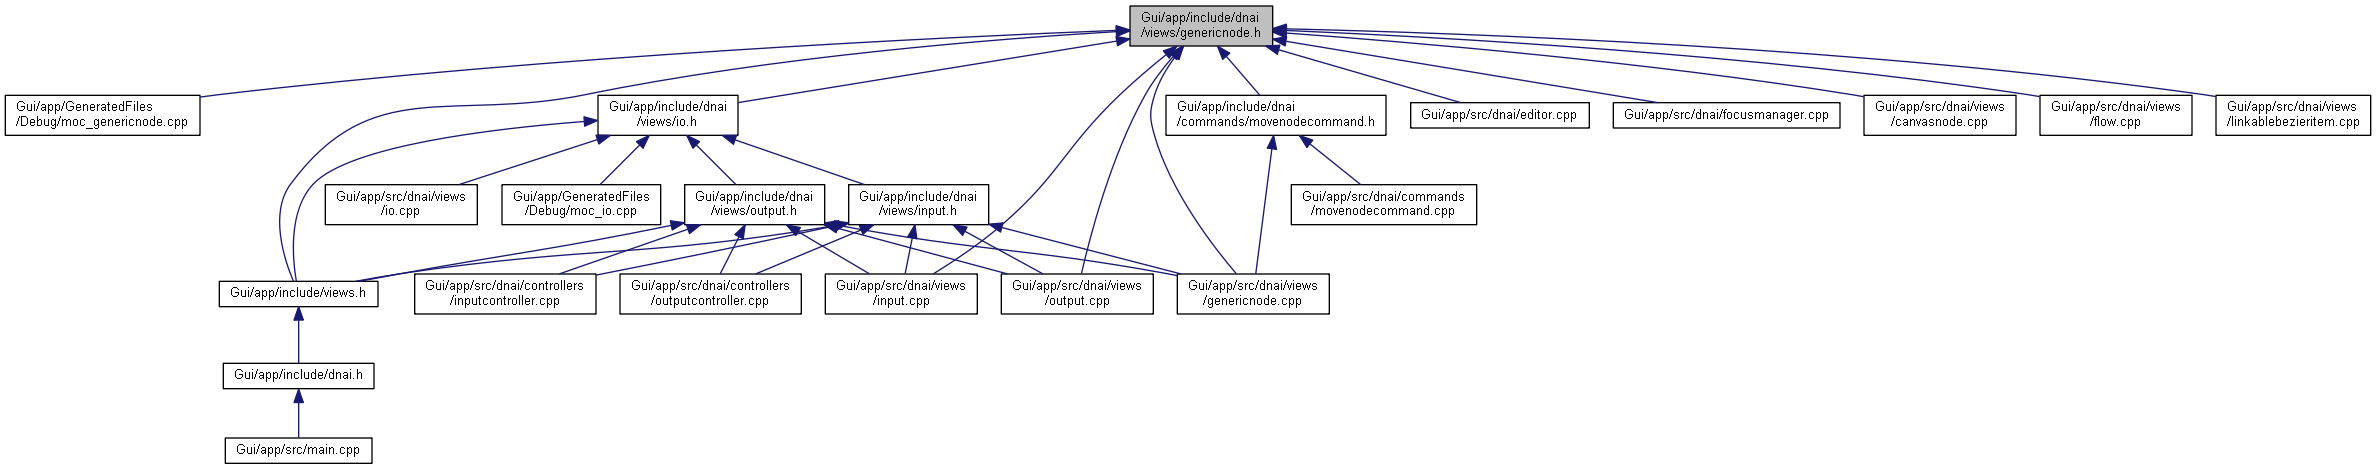 Gui/app/include/dnai
/views/genericnode.h
Gui/app/GeneratedFiles
/Debug/moc_genericnode.cpp
Gui/app/include/dnai
/views/io.h
Gui/app/include/dnai
/commands/movenodecommand.h
Gui/app/src/dnai/editor.cpp
Gui/app/src/dnai/focusmanager.cpp
Gui/app/src/dnai/views
/canvasnode.cpp
Gui/app/src/dnai/views
/flow.cpp
Gui/app/src/dnai/views
/linkablebezieritem.cpp
Gui/app/src/dnai/views
/io.cpp
Gui/app/GeneratedFiles
/Debug/moc_io.cpp
Gui/app/include/dnai
/views/output.h
Gui/app/include/dnai
/views/input.h
Gui/app/src/dnai/commands
/movenodecommand.cpp
Gui/app/include/views.h
Gui/app/src/dnai/controllers
/inputcontroller.cpp
Gui/app/src/dnai/controllers
/outputcontroller.cpp
Gui/app/src/dnai/views
/input.cpp
Gui/app/src/dnai/views
/output.cpp
Gui/app/src/dnai/views
/genericnode.cpp
Gui/app/include/dnai.h
Gui/app/src/main.cpp